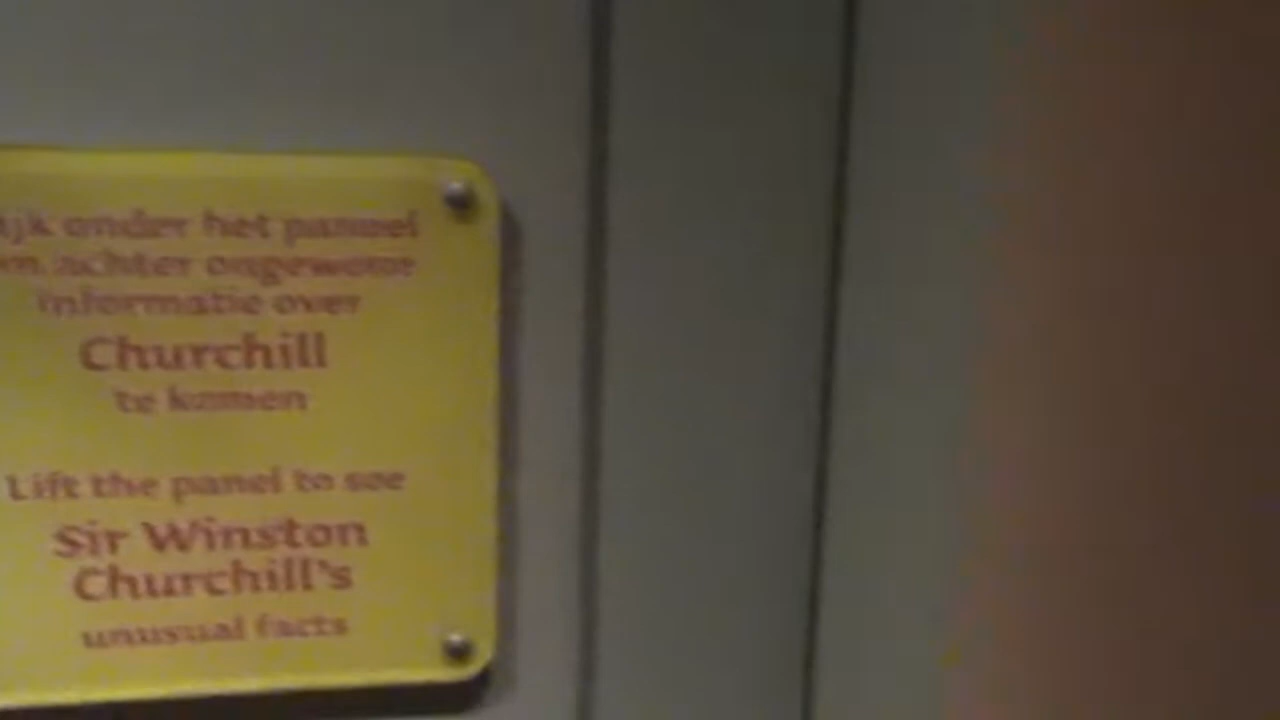 onder het paneel
achter ongewone
informatie over
Churchill
te komen
Lift the panel to see
Sir Winston
Churchill's
unusual facts